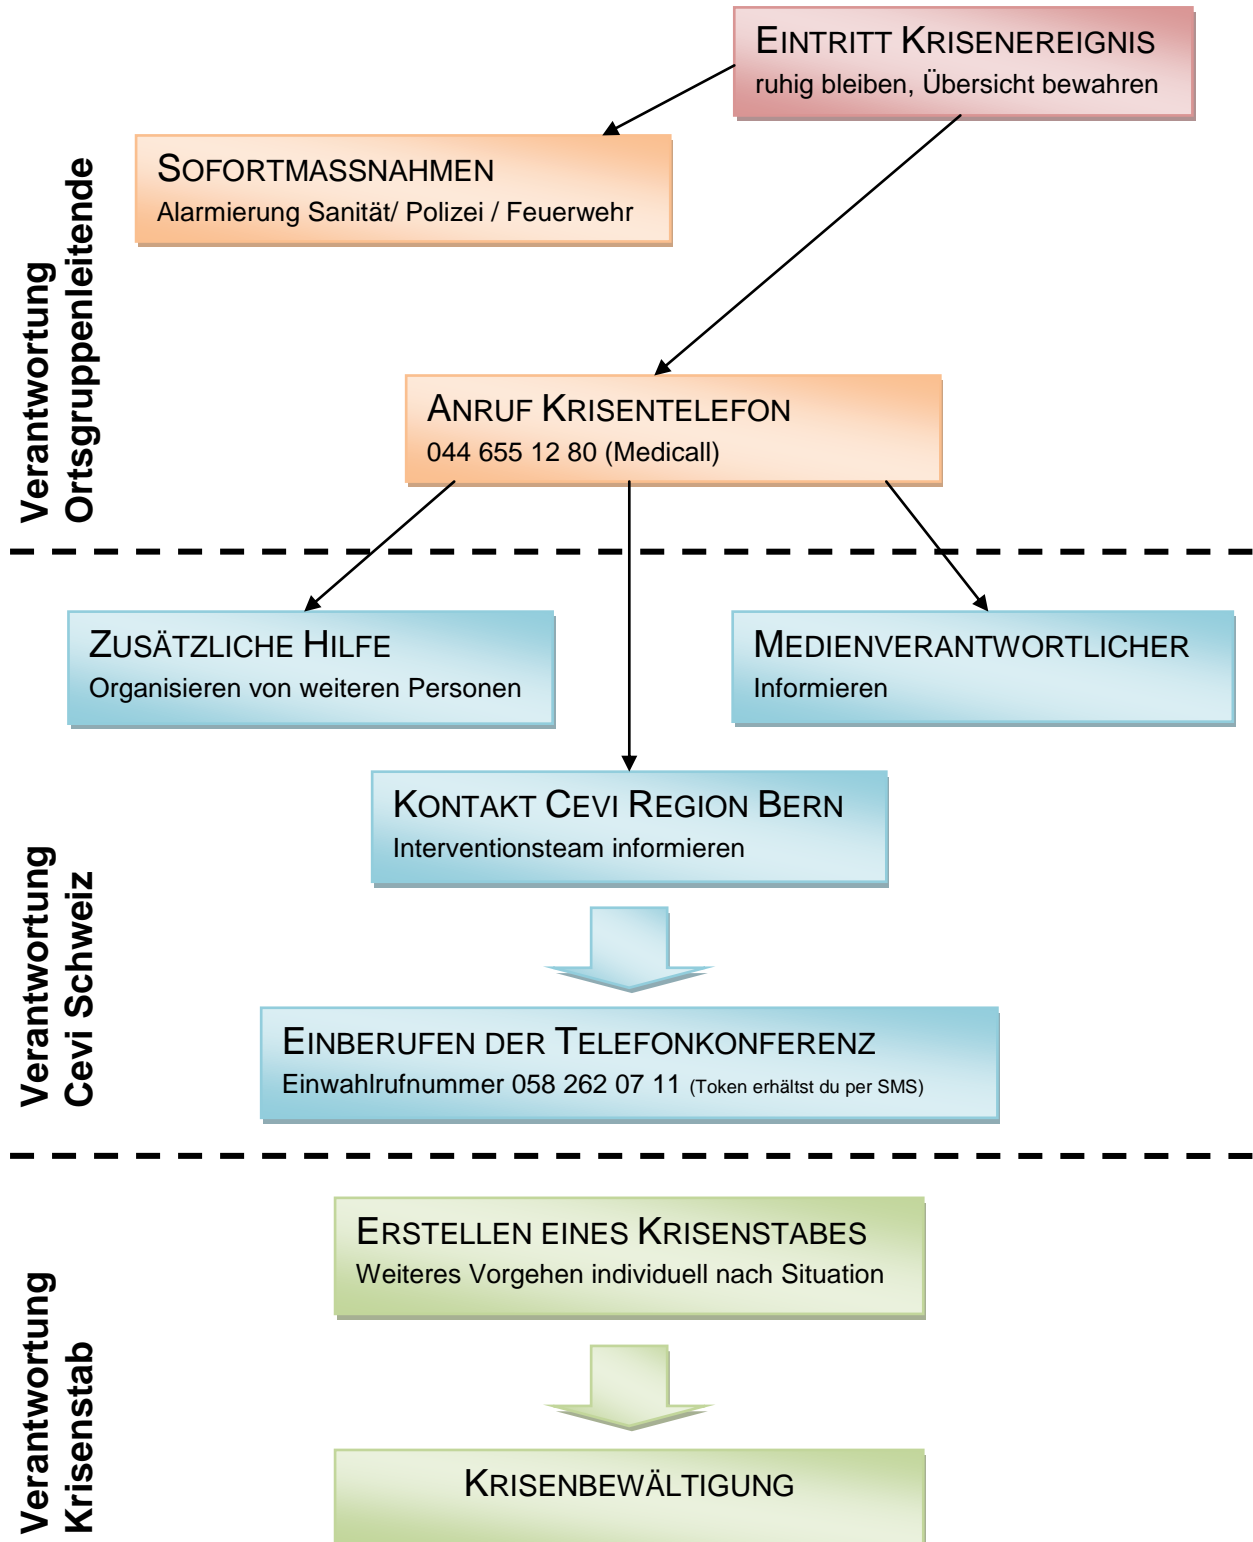 EINTRITT KRISENEREIGNIS
ruhig bleiben, Übersicht bewahren
SOFORTMASSNAHMEN
Alarmierung Sanität/ Polizei / Feuerwehr
Verantwortung
Ortsgruppenleitende
ANRUF KRISENTELEFON
044 655 12 80 (Medicall)
ZUSÄTZLICHE HILFE
Organisieren von weiteren Personen
MEDIENVERANTWORTLICHER
Informieren
KONTAKT CEVI REGION BERN
Interventionsteam informieren
Verantwortung
Cevi Schweiz
EINBERUFEN DER TELEFONKONFERENZ
Einwahlrufnummer 058 262 07 11 (Token erhältst du per SMS)
ERSTELLEN EINES KRISENSTABES
Weiteres Vorgehen individuell nach Situation
Verantwortung
Krisenstab
KRISENBEWÄLTIGUNG